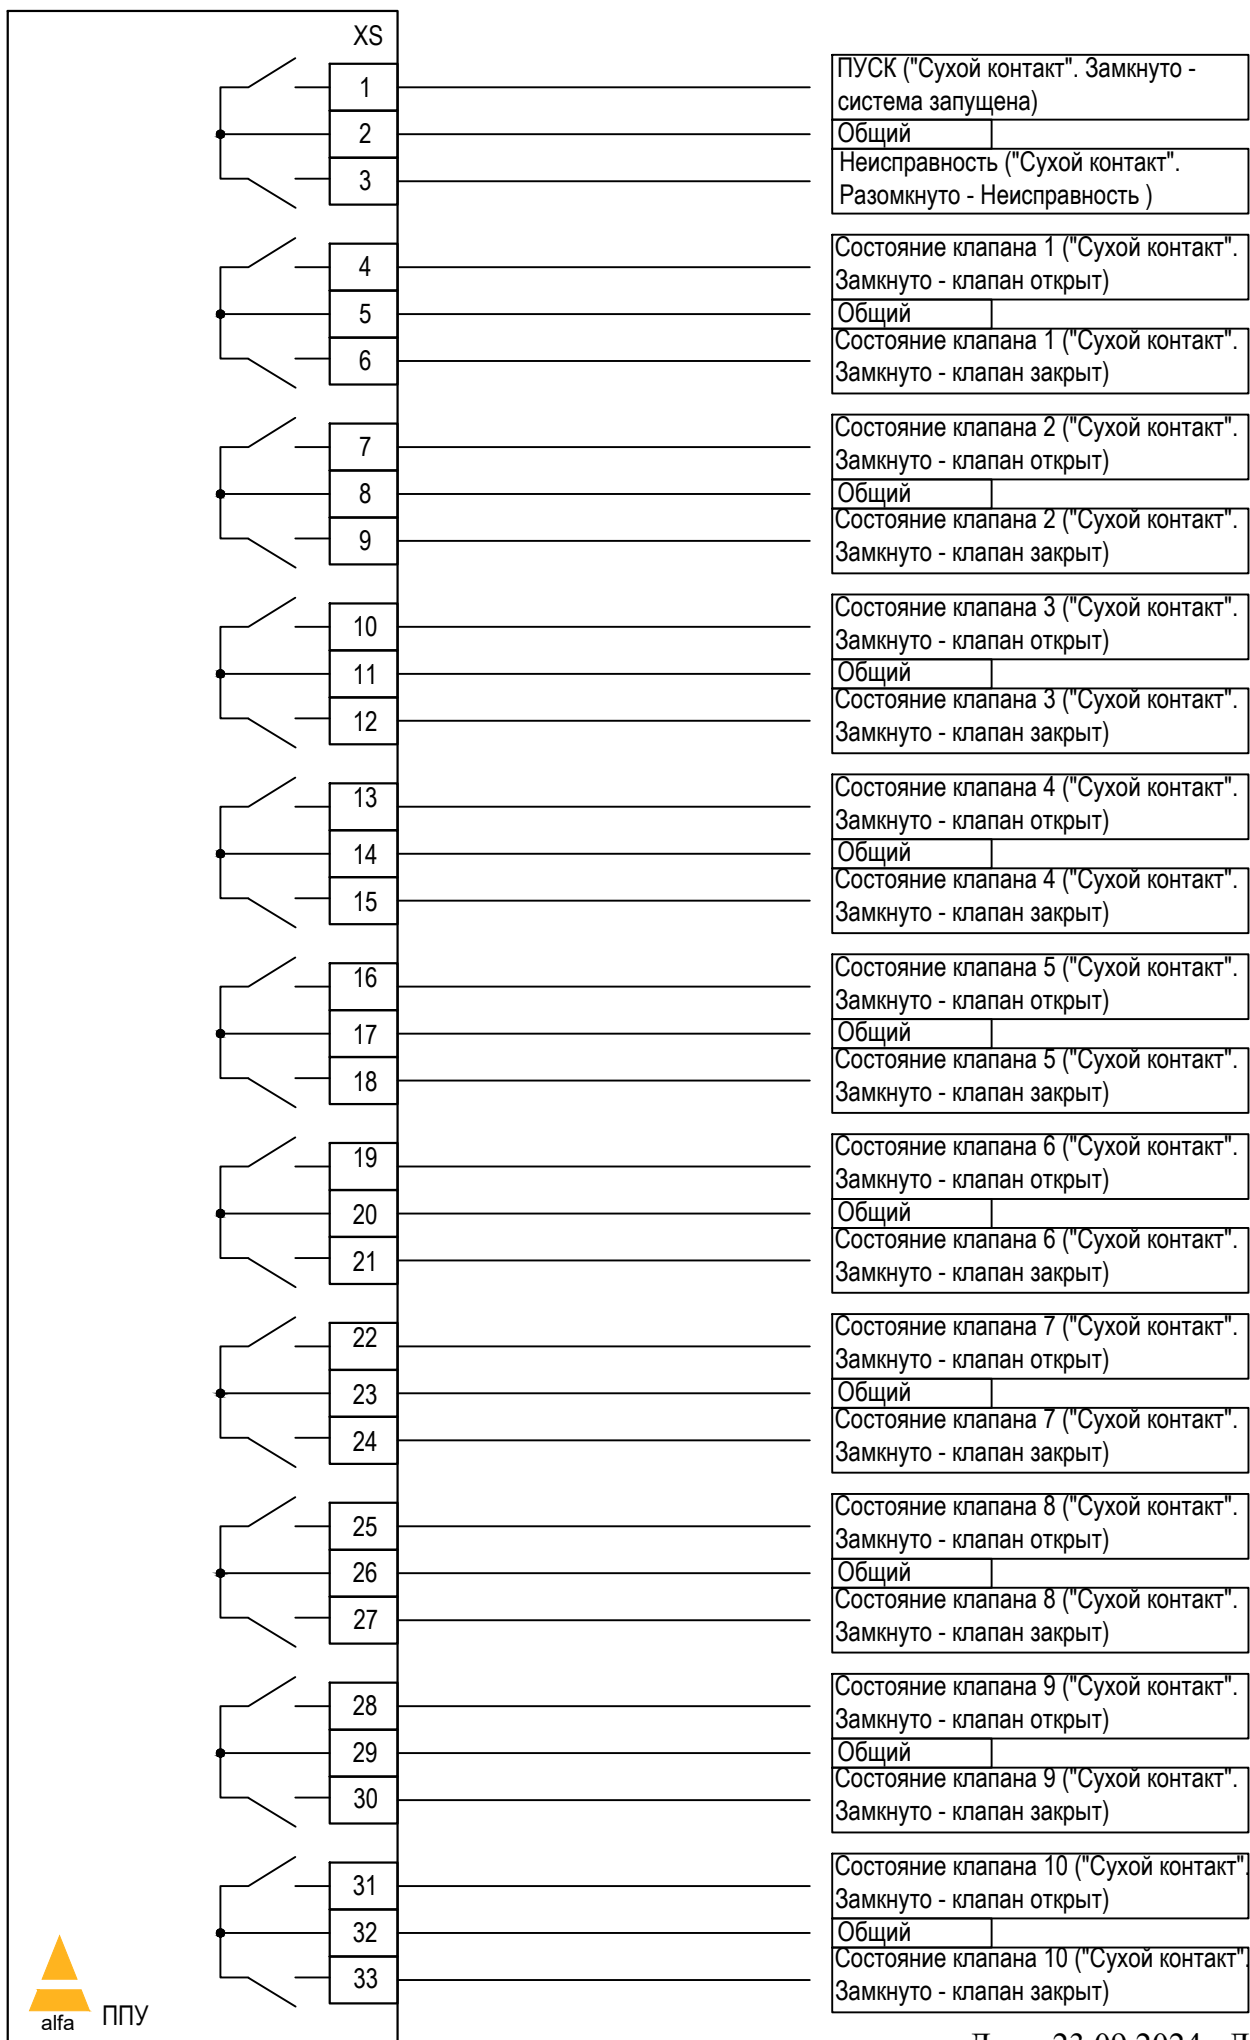 XS
1
ПУСК ("Сухой контакт". Замкнуто -
система запущена)
2
Общий
3
Неисправность ("Сухой контакт".
Разомкнуто - Неисправность )
4
Состояние клапана 1 ("Сухой контакт".
Замкнуто - клапан открыт)
5
Общий
6
Состояние клапана 1 ("Сухой контакт".
Замкнуто - клапан закрыт)
7
Состояние клапана 2 ("Сухой контакт".
Замкнуто - клапан открыт)
8
Общий
9
Состояние клапана 2 ("Сухой контакт".
Замкнуто - клапан закрыт)
10
Состояние клапана 3 ("Сухой контакт".
Замкнуто - клапан открыт)
11
Общий
12
Состояние клапана 3 ("Сухой контакт".
Замкнуто - клапан закрыт)
13
Состояние клапана 4 ("Сухой контакт".
Замкнуто - клапан открыт)
14
Общий
15
Состояние клапана 4 ("Сухой контакт".
Замкнуто - клапан закрыт)
16
Состояние клапана 5 ("Сухой контакт".
Замкнуто - клапан открыт)
17
Общий
18
Состояние клапана 5 ("Сухой контакт".
Замкнуто - клапан закрыт)
19
Состояние клапана 6 ("Сухой контакт".
Замкнуто - клапан открыт)
20
Общий
21
Состояние клапана 6 ("Сухой контакт".
Замкнуто - клапан закрыт)
22
Состояние клапана 7 ("Сухой контакт".
Замкнуто - клапан открыт)
23
Общий
24
Состояние клапана 7 ("Сухой контакт".
Замкнуто - клапан закрыт)
25
Состояние клапана 8 ("Сухой контакт".
Замкнуто - клапан открыт)
26
Общий
27
Состояние клапана 8 ("Сухой контакт".
Замкнуто - клапан закрыт)
28
Состояние клапана 9 ("Сухой контакт".
Замкнуто - клапан открыт)
29
Общий
30
Состояние клапана 9 ("Сухой контакт".
Замкнуто - клапан закрыт)
31
Состояние клапана 10 ("Сухой контакт".
Замкнуто - клапан открыт)
32
Общий
33
Состояние клапана 10 ("Сухой контакт".
Замкнуто - клапан закрыт)
alfa ППУ
23.09.2024